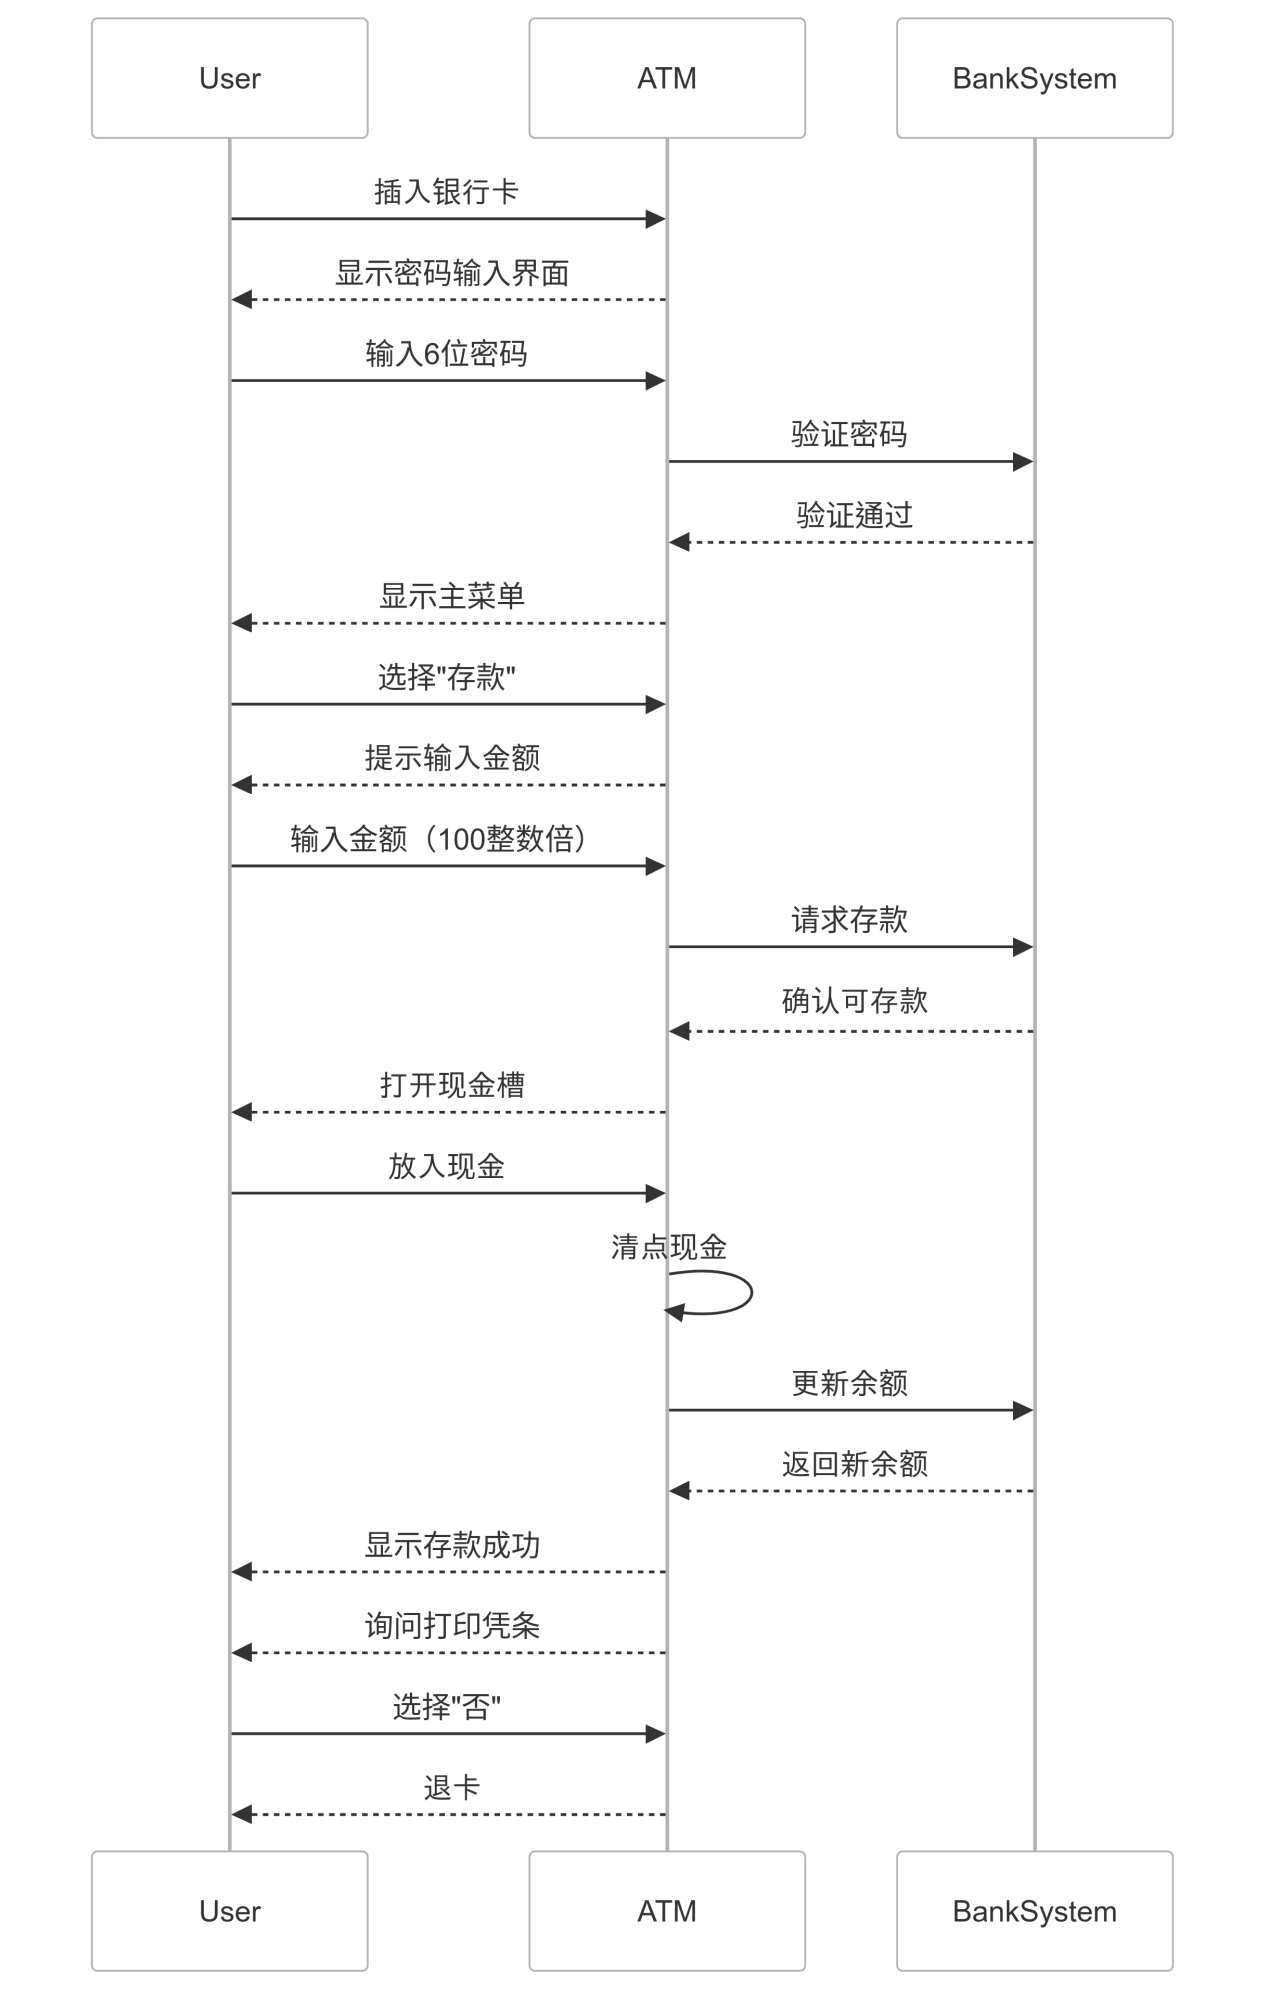 User
ATM
BankSystem
插入银行卡
显示密码输入界面
输入6位密码
验证密码
验证通过
显示主菜单
选择"存款"
提示输入金额
输入金额（100整数倍）
请求存款
确认可存款
打开现金槽
放入现金
清点现金
更新余额
返回新余额
显示存款成功
询问打印凭条
选择"否"
退卡
User
ATM
BankSystem